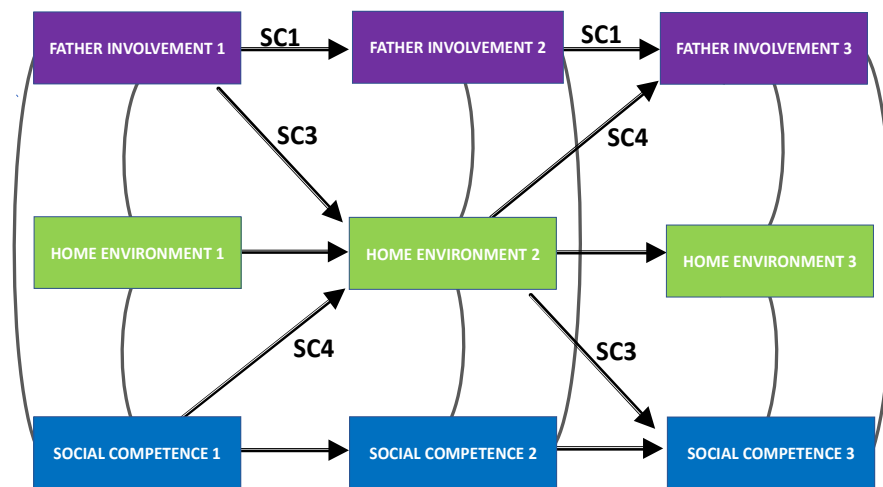 FATHER INVOLVEMENT 1
SC1
FATHER INVOLVEMENT 2
SC1
FATHER INVOLVEMENT 3
SC3
SC4
HOME ENVIRONMENT 1
HOME ENVIRONMENT 2
HOME ENVIRONMENT 3
SC4
SC3
SOCIAL COMPETENCE 1
SOCIAL COMPETENCE 2
SOCIAL COMPETENCE 3